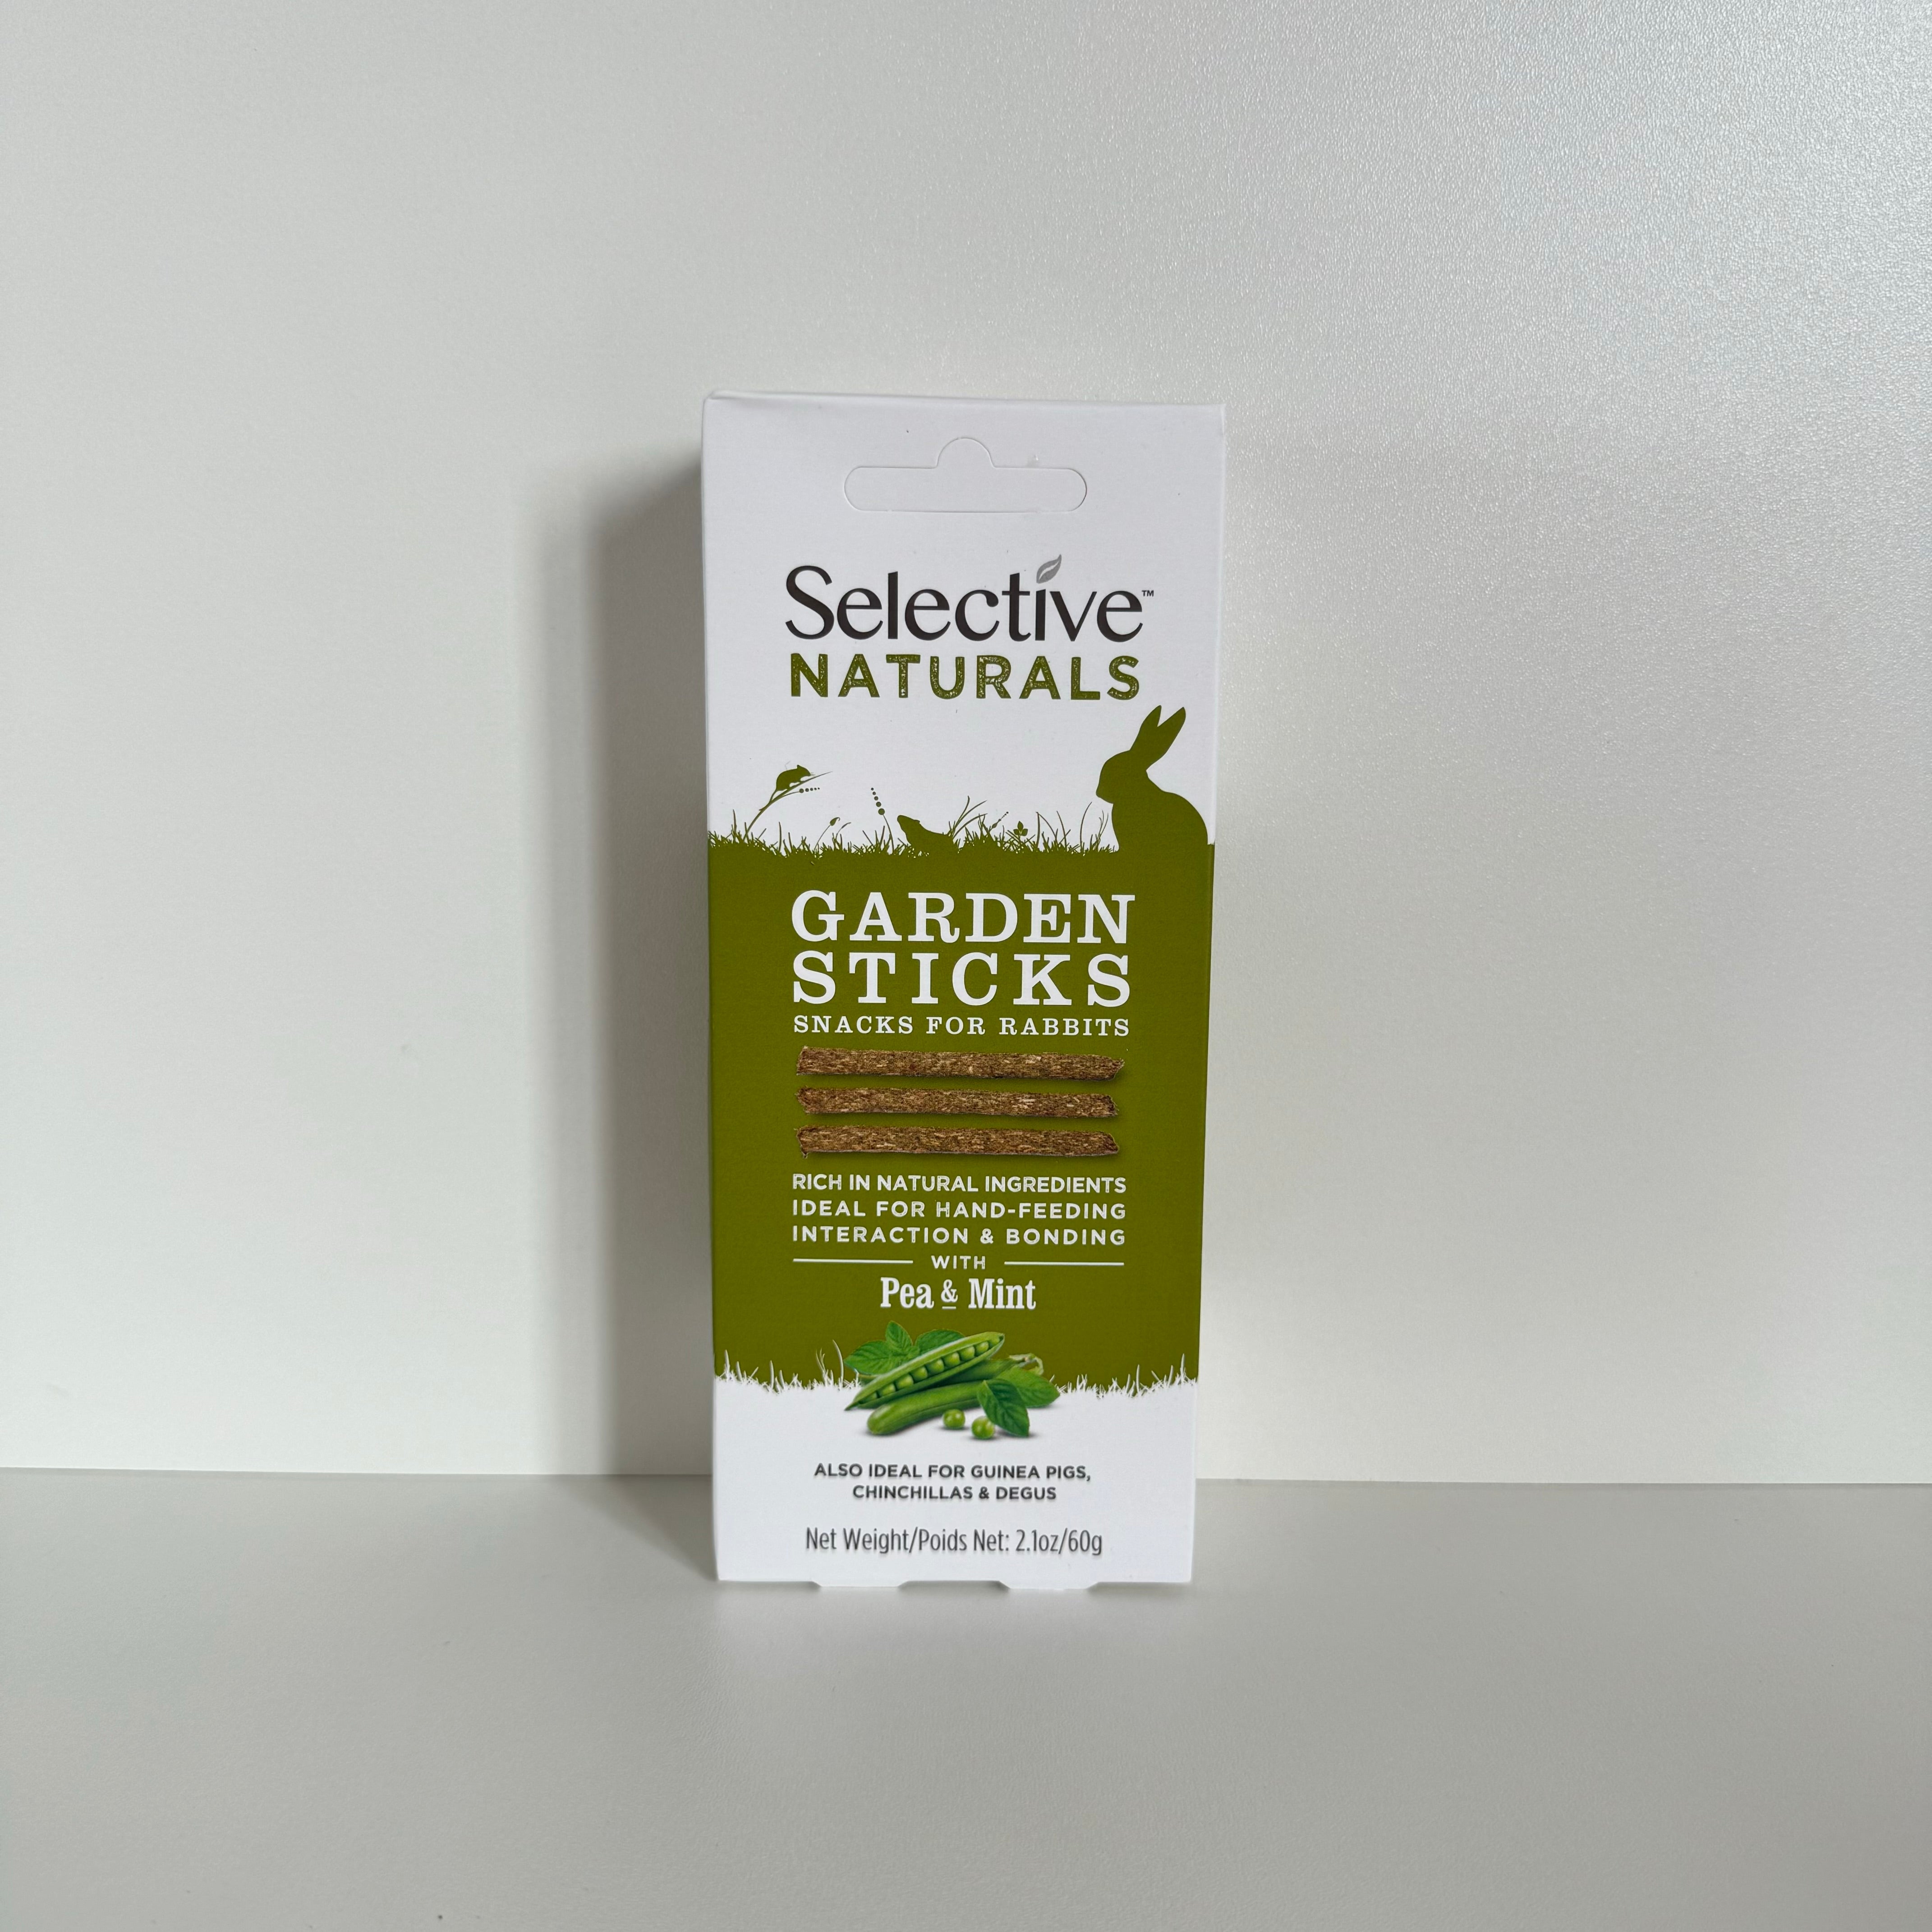 Selective™
NATURALS
GARDEN
STICKS
SNACKS FOR RABBITS
RICH IN NATURAL INGREDIENTS
IDEAL FOR HAND-FEEDING
INTERACTION & BONDING
WITH
Pea & Mint
ALSO IDEAL FOR GUINEA PIGS,
CHINCHILLAS & DEGUS
Net Weight/Poids Net: 2.1oz/60g